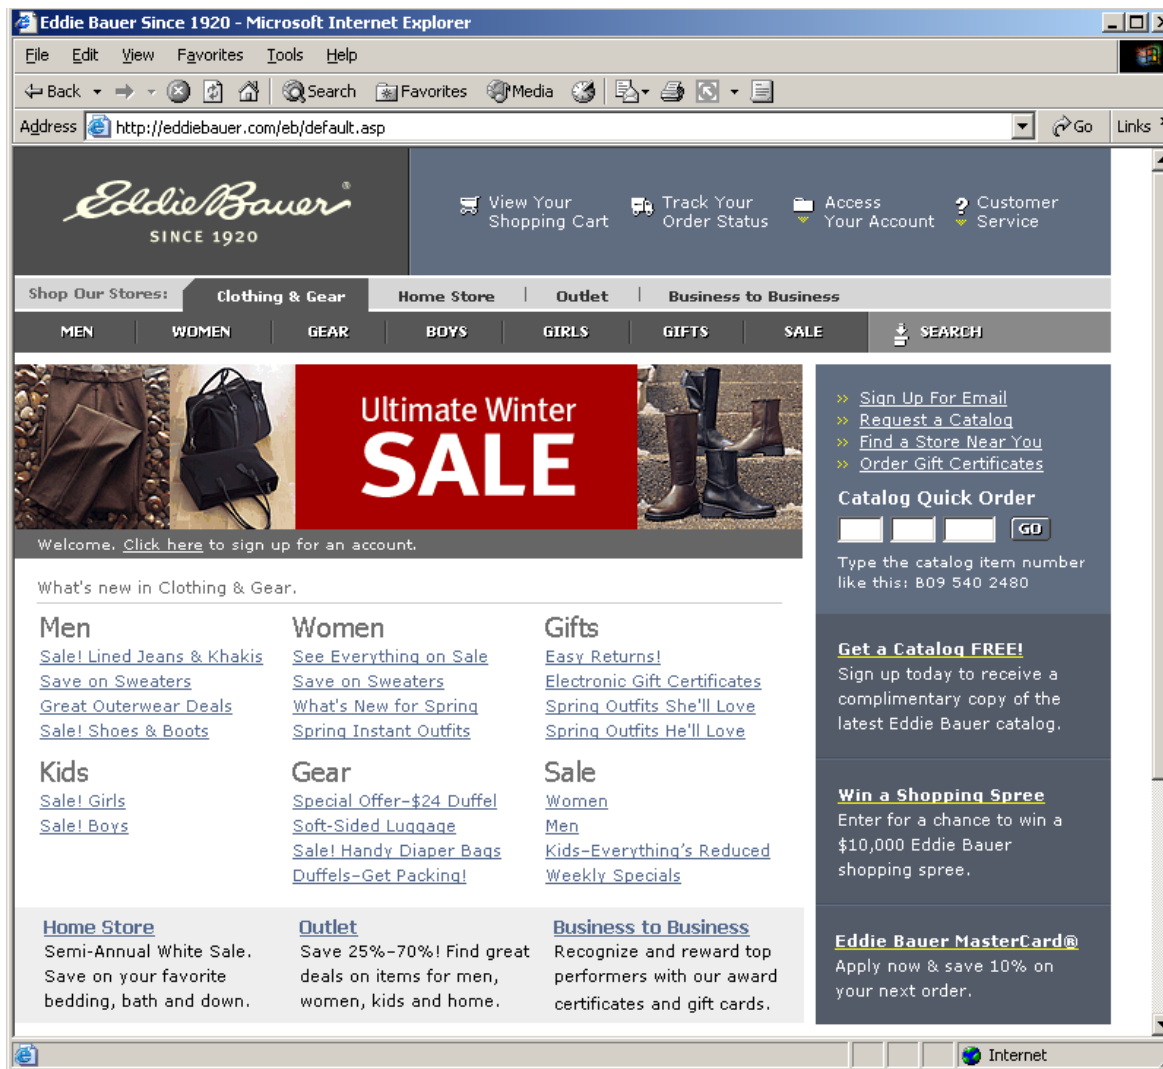 Eddie Bauer Since 1920 - Microsoft Internet Explorer
File Edit View Favorites Tools Help
Back Search Favorites Media
Address http://eddiebauer.com/eb/default.asp Go Links
Eddie Bauer®
SINCE 1920
View Your Shopping Cart
Track Your Order Status
Access Your Account
Customer Service
Shop Our Stores: Clothing & Gear Home Store | Outlet | Business to Business
MEN WOMEN GEAR BOYS GIRLS GIFTS SALE SEARCH
Ultimate Winter
SALE
Welcome. Click here to sign up for an account.
What's new in Clothing & Gear.
Men
Sale! Lined Jeans & Khakis
Save on Sweaters
Great Outerwear Deals
Sale! Shoes & Boots
Women
See Everything on Sale
Save on Sweaters
What's New for Spring
Spring Instant Outfits
Gifts
Easy Returns!
Electronic Gift Certificates
Spring Outfits She'll Love
Spring Outfits He'll Love
Kids
Sale! Girls
Sale! Boys
Gear
Special Offer–$24 Duffel
Soft-Sided Luggage
Sale! Handy Diaper Bags
Duffels–Get Packing!
Sale
Women
Men
Kids–Everything's Reduced
Weekly Specials
Home Store
Semi-Annual White Sale.
Save on your favorite
bedding, bath and down.
Outlet
Save 25%–70%! Find great
deals on items for men,
women, kids and home.
Business to Business
Recognize and reward top
performers with our award
certificates and gift cards.
» Sign Up For Email
» Request a Catalog
» Find a Store Near You
» Order Gift Certificates
Catalog Quick Order
GO
Type the catalog item number
like this: B09 540 2480
Get a Catalog FREE!
Sign up today to receive a
complimentary copy of the
latest Eddie Bauer catalog.
Win a Shopping Spree
Enter for a chance to win a
$10,000 Eddie Bauer
shopping spree.
Eddie Bauer MasterCard®
Apply now & save 10% on
your next order.
Internet